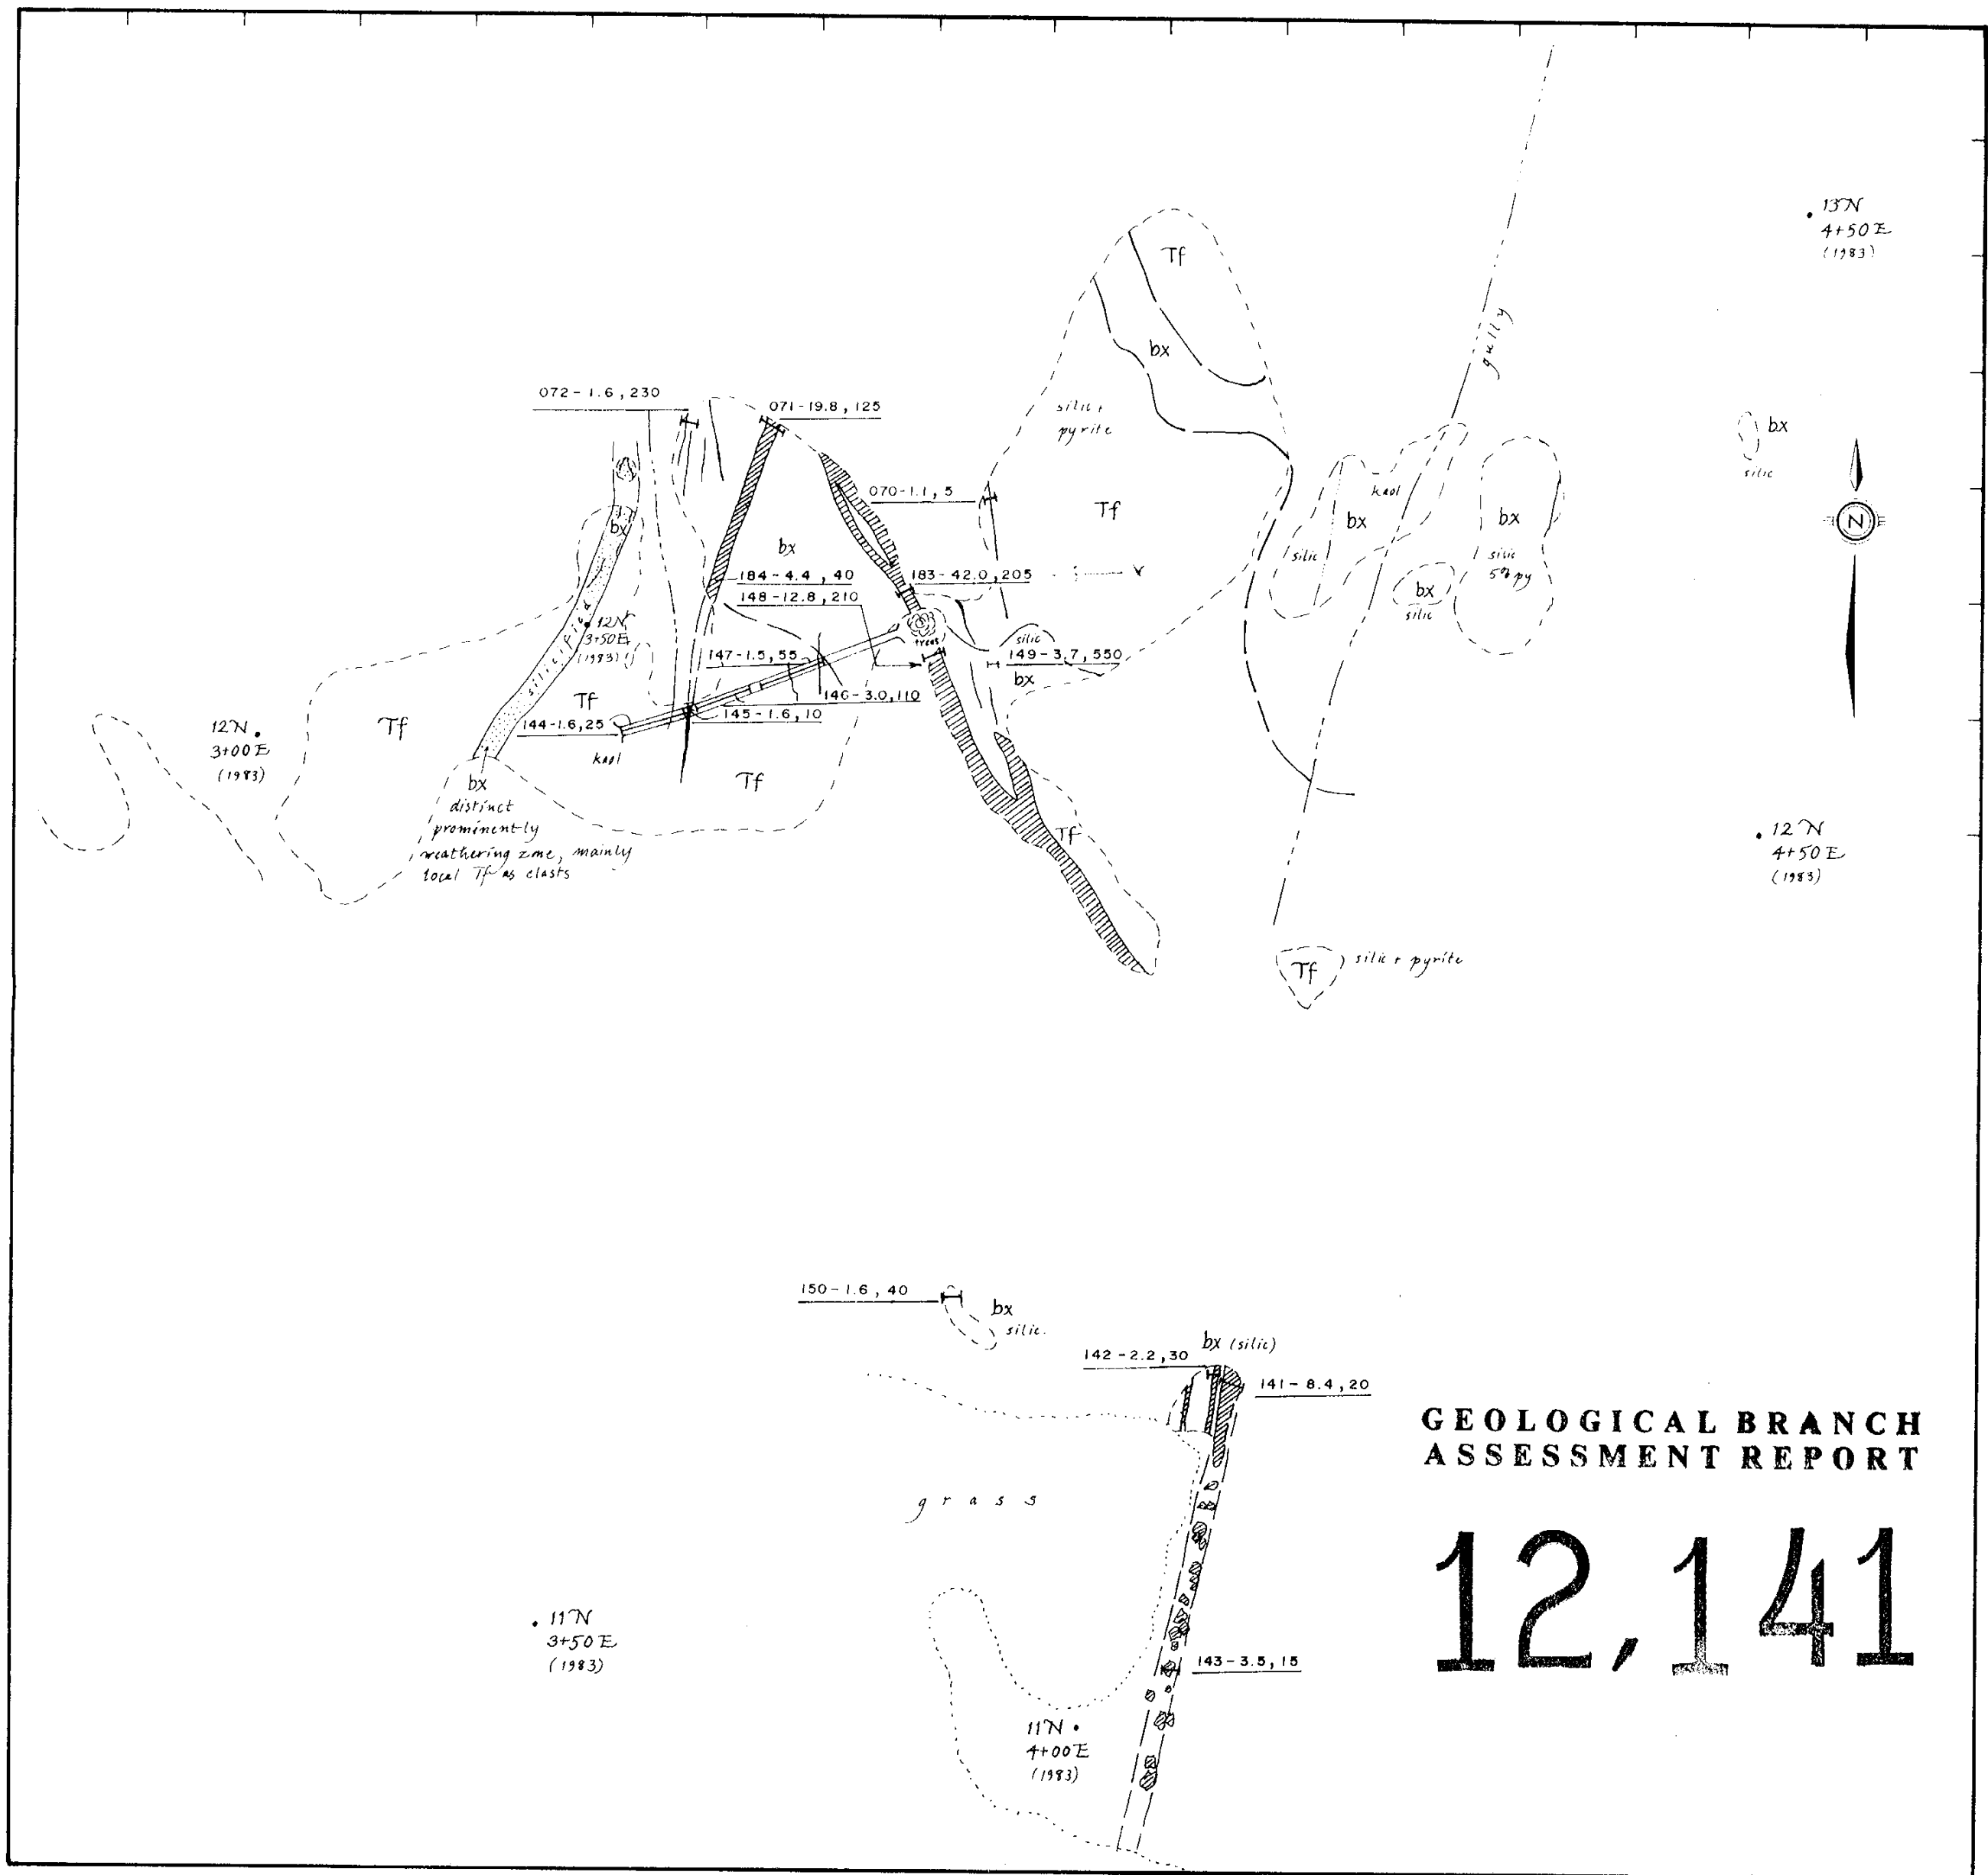 13N
4+50E
(1983)
gully
Tf
bx
silic +
pyrite
Tf
072-1.6, 230
071-19.8, 125
070-1.1, 5
bx
silic
kaol
bx
silic
bx
silic
5% py
bx
silic
N
bx
bx
184-4.4, 40
183-42.0, 205
148-12.8, 210
silicified
12N
3+50E
(1983)
trees
silic
147-1.5, 55
149-3.7, 550
bx
146-3.0, 110
145-1.6, 10
144-1.6, 25
Tf
kaol
Tf
Tf
12N
3+00E
(1983)
bx
distinct
prominently
weathering zone, mainly
local Tf as clasts
Tf
12N
4+50E
(1983)
Tf
silic + pyrite
150-1.6, 40
bx
silic.
bx (silic)
142-2.2, 30
141-8.4, 20
GEOLOGICAL BRANCH
ASSESSMENT REPORT
12,141
grass
11N
3+50E
(1983)
143-3.5, 15
11N
4+00E
(1983)